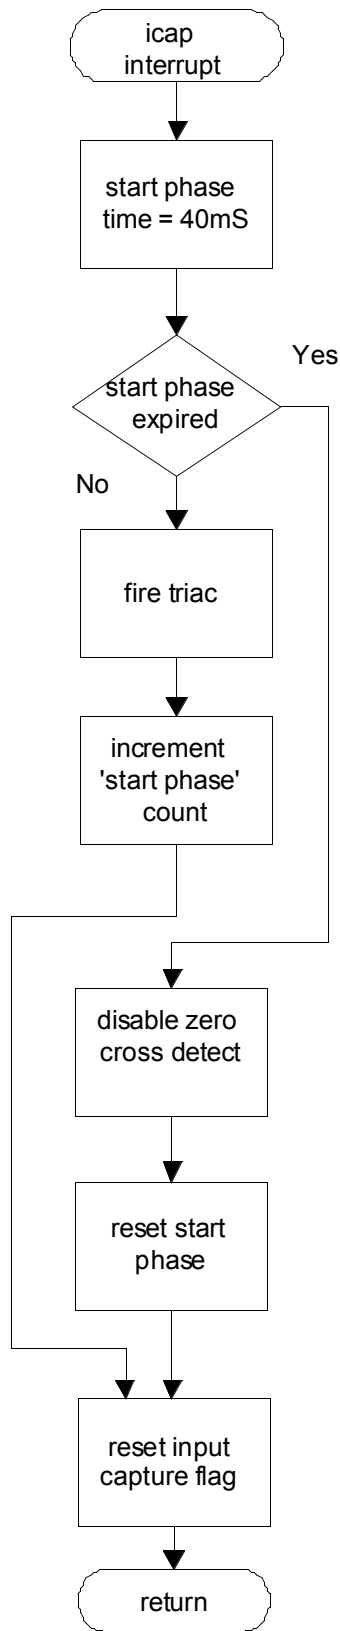 icap
interrupt
start phase
time = 40mS
Yes
start phase
expired
No
fire triac
increment
'start phase'
count
disable zero
cross detect
reset start
phase
reset input
capture flag
return